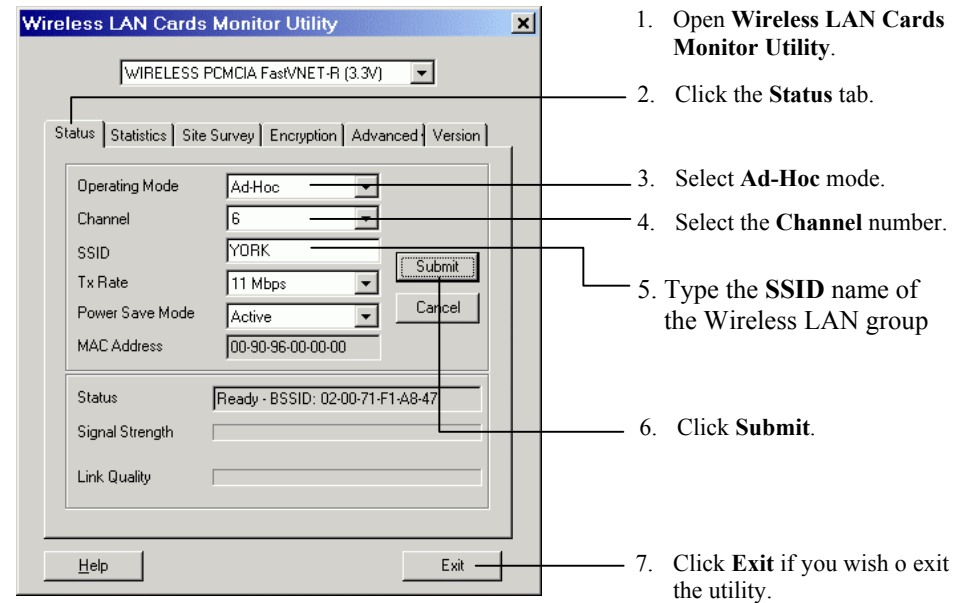 Wireless LAN Cards Monitor Utility
WIRELESS PCMCIA FastVNET-R (3.3V)
Status
Statistics
Site Survey
Encryption
Advanced
Version
Operating Mode
Ad-Hoc
Channel
6
SSID
YORK
Tx Rate
11 Mbps
Power Save Mode
Active
MAC Address
00-90-96-00-00-00
Submit
Cancel
Status
Ready - BSSID: 02-00-71-F1-A8-47
Signal Strength
Link Quality
Help
Exit
1. Open Wireless LAN Cards
Monitor Utility.
2. Click the Status tab.
3. Select Ad-Hoc mode.
4. Select the Channel number.
5. Type the SSID name of
the Wireless LAN group
6. Click Submit.
7. Click Exit if you wish o exit
the utility.